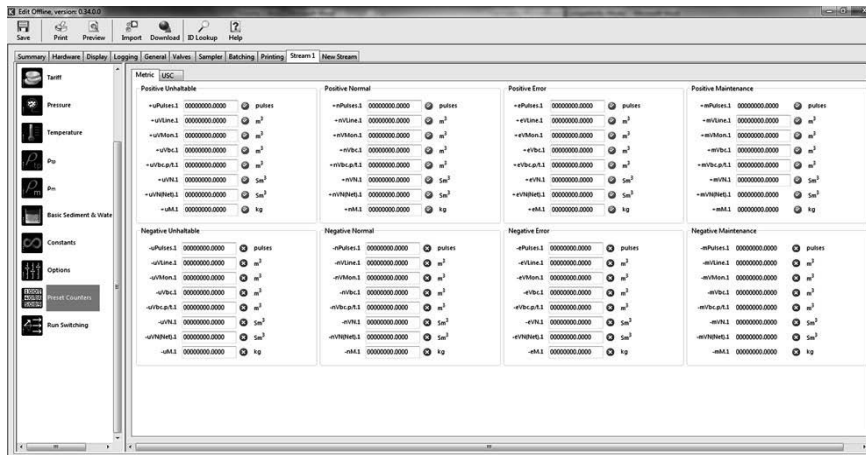 Edit Offline, version: 0.34.0.0
Save Print Preview Import Download ID Lookup Help
Summary Hardware Display Logging General Valves Sampler Batching Printing Stream 1 New Stream
Tariff
Pressure
Temperature
Ptp
Pm
Basic Sediment & Wate
Constants
Options
Preset Counters
Run Switching
Metric USC
Positive Unhaltable
+uPulses.1 00000000.0000 pulses
+uVLine.1 00000000.0000 m³
+uVMon.1 00000000.0000 m³
+uVbc.1 00000000.0000 m³
+uVbc.p/t.1 00000000.0000 m³
+uVN.1 00000000.0000 Sm³
+uVN(Net).1 00000000.0000 Sm³
+uM.1 00000000.0000 kg
Positive Normal
+nPulses.1 00000000.0000 pulses
+nVLine.1 00000000.0000 m³
+nVMon.1 00000000.0000 m³
+nVbc.1 00000000.0000 m³
+nVbc.p/t.1 00000000.0000 m³
+nVN.1 00000000.0000 Sm³
+nVN(Net).1 00000000.0000 Sm³
+nM.1 00000000.0000 kg
Positive Error
+ePulses.1 00000000.0000 pulses
+eVLine.1 00000000.0000 m³
+eVMon.1 00000000.0000 m³
+eVbc.1 00000000.0000 m³
+eVbc.p/t.1 00000000.0000 m³
+eVN.1 00000000.0000 Sm³
+eVN(Net).1 00000000.0000 Sm³
+eM.1 00000000.0000 kg
Positive Maintenance
+mPulses.1 00000000.0000 pulses
+mVLine.1 00000000.0000 m³
+mVMon.1 00000000.0000 m³
+mVbc.1 00000000.0000 m³
+mVbc.p/t.1 00000000.0000 m³
+mVN.1 00000000.0000 Sm³
+mVN(Net).1 00000000.0000 Sm³
+mM.1 00000000.0000 kg
Negative Unhaltable
-uPulses.1 00000000.0000 pulses
-uVLine.1 00000000.0000 m³
-uVMon.1 00000000.0000 m³
-uVbc.1 00000000.0000 m³
-uVbc.p/t.1 00000000.0000 m³
-uVN.1 00000000.0000 Sm³
-uVN(Net).1 00000000.0000 Sm³
-uM.1 00000000.0000 kg
Negative Normal
-nPulses.1 00000000.0000 pulses
-nVLine.1 00000000.0000 m³
-nVMon.1 00000000.0000 m³
-nVbc.1 00000000.0000 m³
-nVbc.p/t.1 00000000.0000 m³
-nVN.1 00000000.0000 Sm³
-nVN(Net).1 00000000.0000 Sm³
-nM.1 00000000.0000 kg
Negative Error
-ePulses.1 00000000.0000 pulses
-eVLine.1 00000000.0000 m³
-eVMon.1 00000000.0000 m³
-eVbc.1 00000000.0000 m³
-eVbc.p/t.1 00000000.0000 m³
-eVN.1 00000000.0000 Sm³
-eVN(Net).1 00000000.0000 Sm³
-eM.1 00000000.0000 kg
Negative Maintenance
-mPulses.1 00000000.0000 pulses
-mVLine.1 00000000.0000 m³
-mVMon.1 00000000.0000 m³
-mVbc.1 00000000.0000 m³
-mVbc.p/t.1 00000000.0000 m³
-mVN.1 00000000.0000 Sm³
-mVN(Net).1 00000000.0000 Sm³
-mM.1 00000000.0000 kg